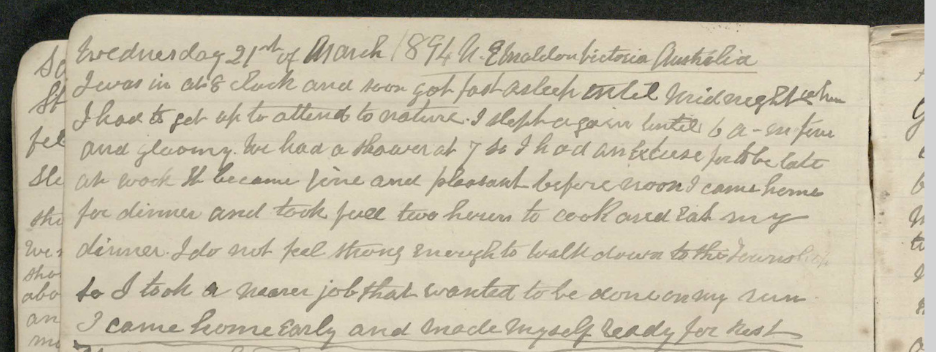 Wednesday 21st of March 1894 N.E Maldon Victoria Australia
I was in at 8 clock and soon got fast asleep until Midneght when
I had to get up to attend to nature. I slept again until 6 a-m fine
and gloomy. We had a shower at 7 so I had an Excuse for to be late
at work It became fine and pleasant before noon I came home
for dinner and took full two hours to cook and Eat my
dinner. I do not feel strong enough to walk down to the Township
so I took a nearer job that wanted to be done on my run
I came home Early and made myself ready for Rest